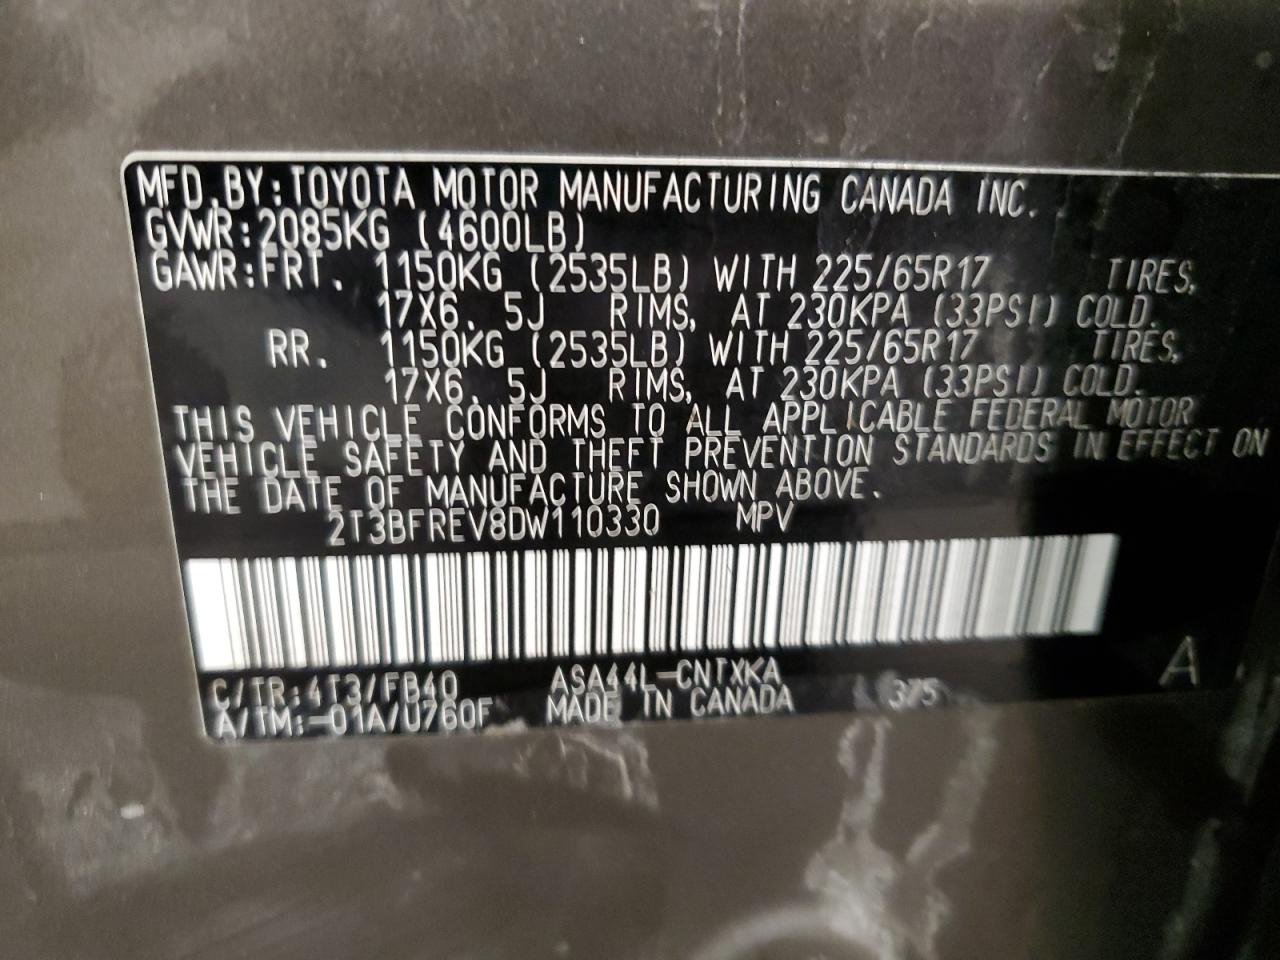 MFD. BY: TOYOTA MOTOR MANUFACTURING CANADA INC.
GVWR: 2085KG (4600LB)
GAWR: FRT. 1150KG (2535LB) WITH 225/65R17 TIRES,
17X6. 5J RIMS, AT 230KPA (33PSI) COLD.
RR. 1150KG (2535LB) WITH 225/65R17 TIRES,
17X6. 5J RIMS, AT 230KPA (33PSI) COLD.
THIS VEHICLE CONFORMS TO ALL APPLICABLE FEDERAL MOTOR
VEHICLE SAFETY AND THEFT PREVENTION STANDARDS IN EFFECT ON
THE DATE OF MANUFACTURE SHOWN ABOVE.
2T3BFREV8DW110330 MPV
C/TR: 4T3/FB40 ASA44L-CNTXKA A
A/TM: -01A/U760F MADE IN CANADA 375